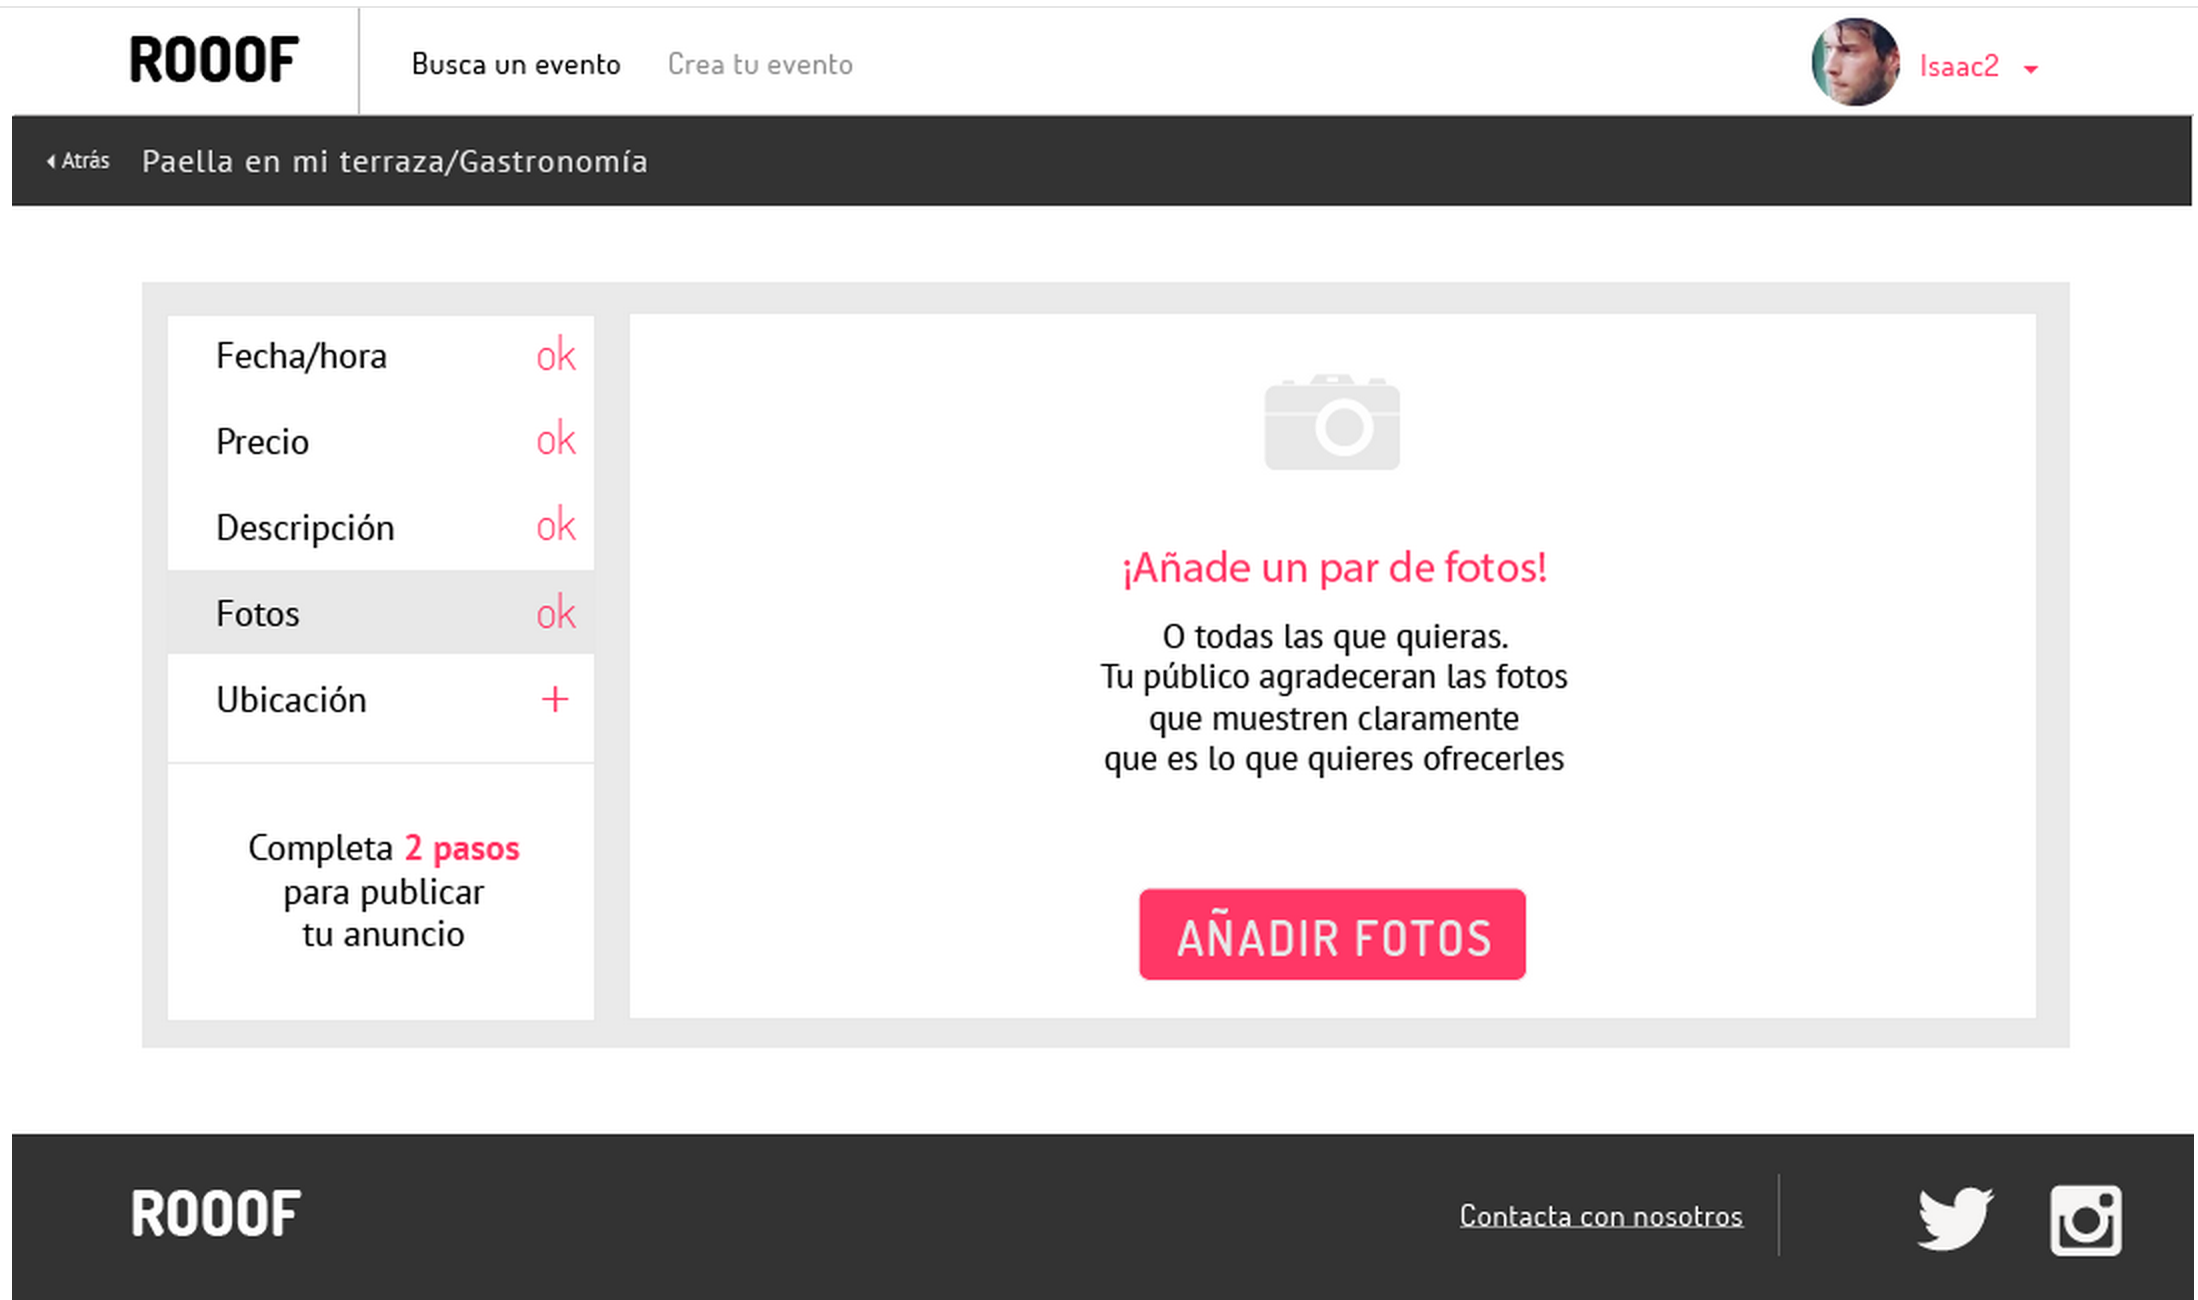 ROOOF
Busca un evento
Crea tu evento
Isaac2
Atrás
Paella en mi terraza/Gastronomía
Fecha/hora ok
Precio ok
Descripción ok
Fotos ok
Ubicación +
Completa 2 pasos
para publicar
tu anuncio
¡Añade un par de fotos!
O todas las que quieras.
Tu público agradeceran las fotos
que muestren claramente
que es lo que quieres ofrecerles
AÑADIR FOTOS
ROOOF
Contacta con nosotros